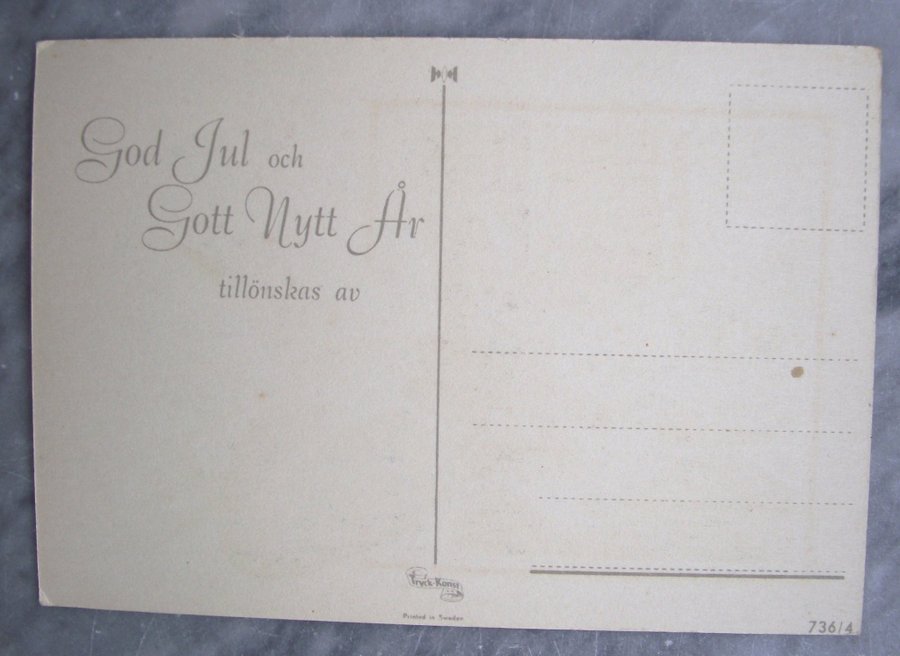 God Jul och
Gott Nytt År
tillönskas av
Tryck-Konst
Printed in Sweden
736/4